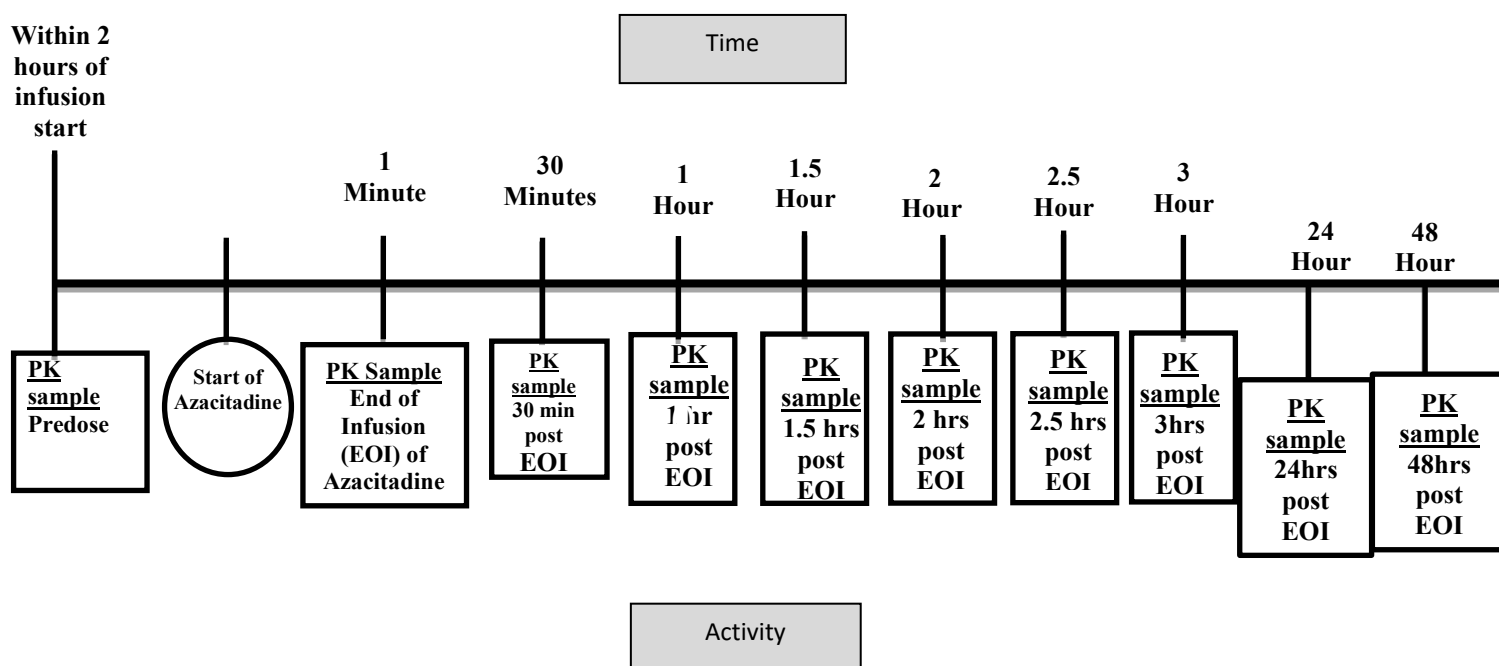 Time
Within 2
hours of
infusion
start
1
Minute
30
Minutes
1
Hour
1.5
Hour
2
Hour
2.5
Hour
3
Hour
24
Hour
48
Hour
PK
sample
Predose
Start of
Azacitadine
PK Sample
End of
Infusion
(EOI) of
Azacitadine
PK
sample
30 min
post
EOI
PK
sample
1 hr
post
EOI
PK
sample
1.5 hrs
post
EOI
PK
sample
2 hrs
post
EOI
PK
sample
2.5 hrs
post
EOI
PK
sample
3hrs
post
EOI
PK
sample
24hrs
post
EOI
PK
sample
48hrs
post
EOI
Activity